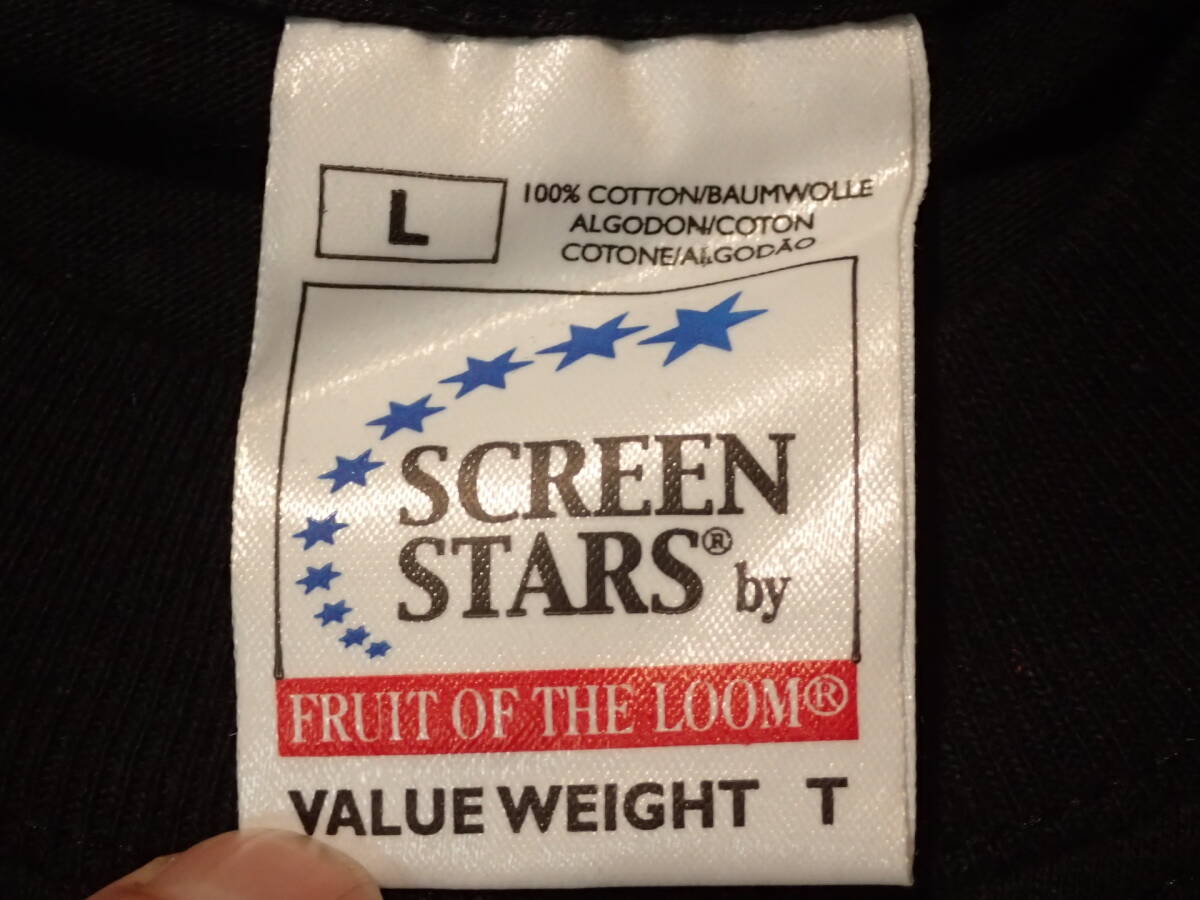 L
100% COTTON/BAUMWOLLE
ALGODON/COTON
COTONE/ALGODÃO
SCREEN
STARS® by
FRUIT OF THE LOOM®
VALUE WEIGHT T